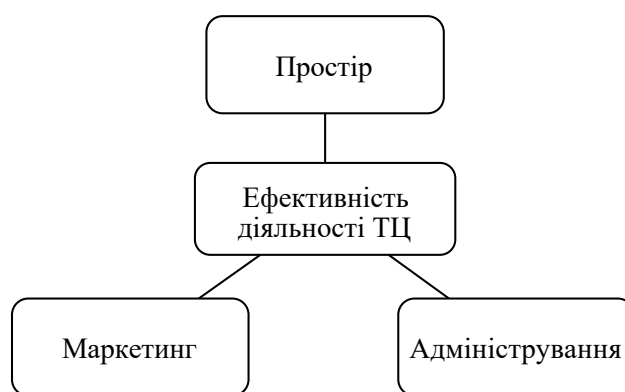 Простір
Ефективність
діяльності ТЦ
Маркетинг
Адміністрування